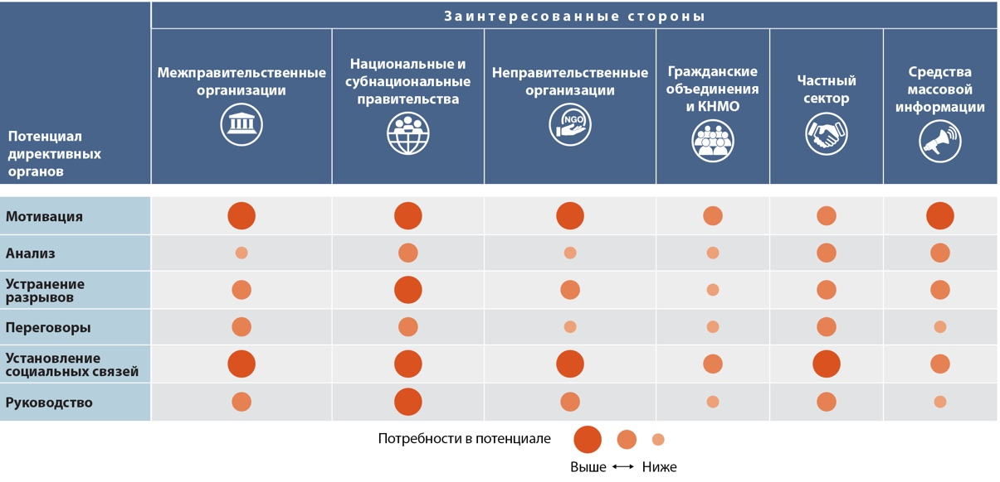 Заинтересованные стороны
Потенциал
директивных
органов
Межправительственные
организации
Национальные и
субнациональные
правительства
Неправительственные
организации
NGO
Гражданские
объединения
и КНМО
Частный
сектор
Средства
массовой
информации
Мотивация
Анализ
Устранение
разрывов
Переговоры
Установление
социальных связей
Руководство
Потребности в потенциале
Выше
Ниже